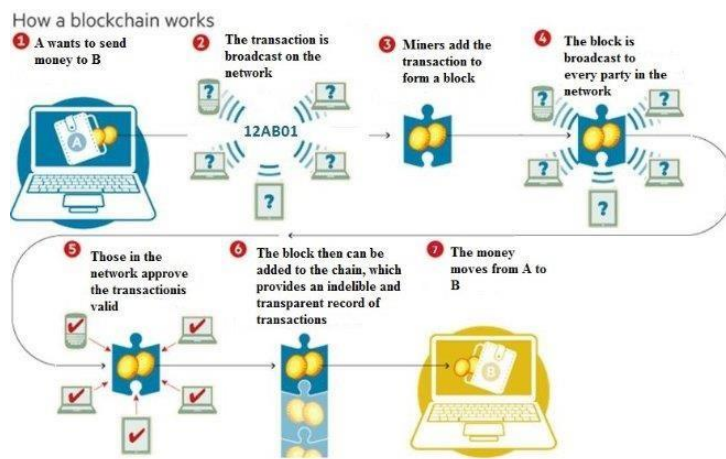 How a blockchain works
1 A wants to send
money to B
2 The transaction is
broadcast on the
network
3 Miners add the
transaction to
form a block
4 The block is
broadcast to
every party in the
network
A
?
?
12AB01
?
?
?
?
?
?
?
?
5 Those in the
network approve
the transactionis
valid
6 The block then can be
added to the chain, which
provides an indelible and
transparent record of
transactions
7 The money
moves from A to
B
B